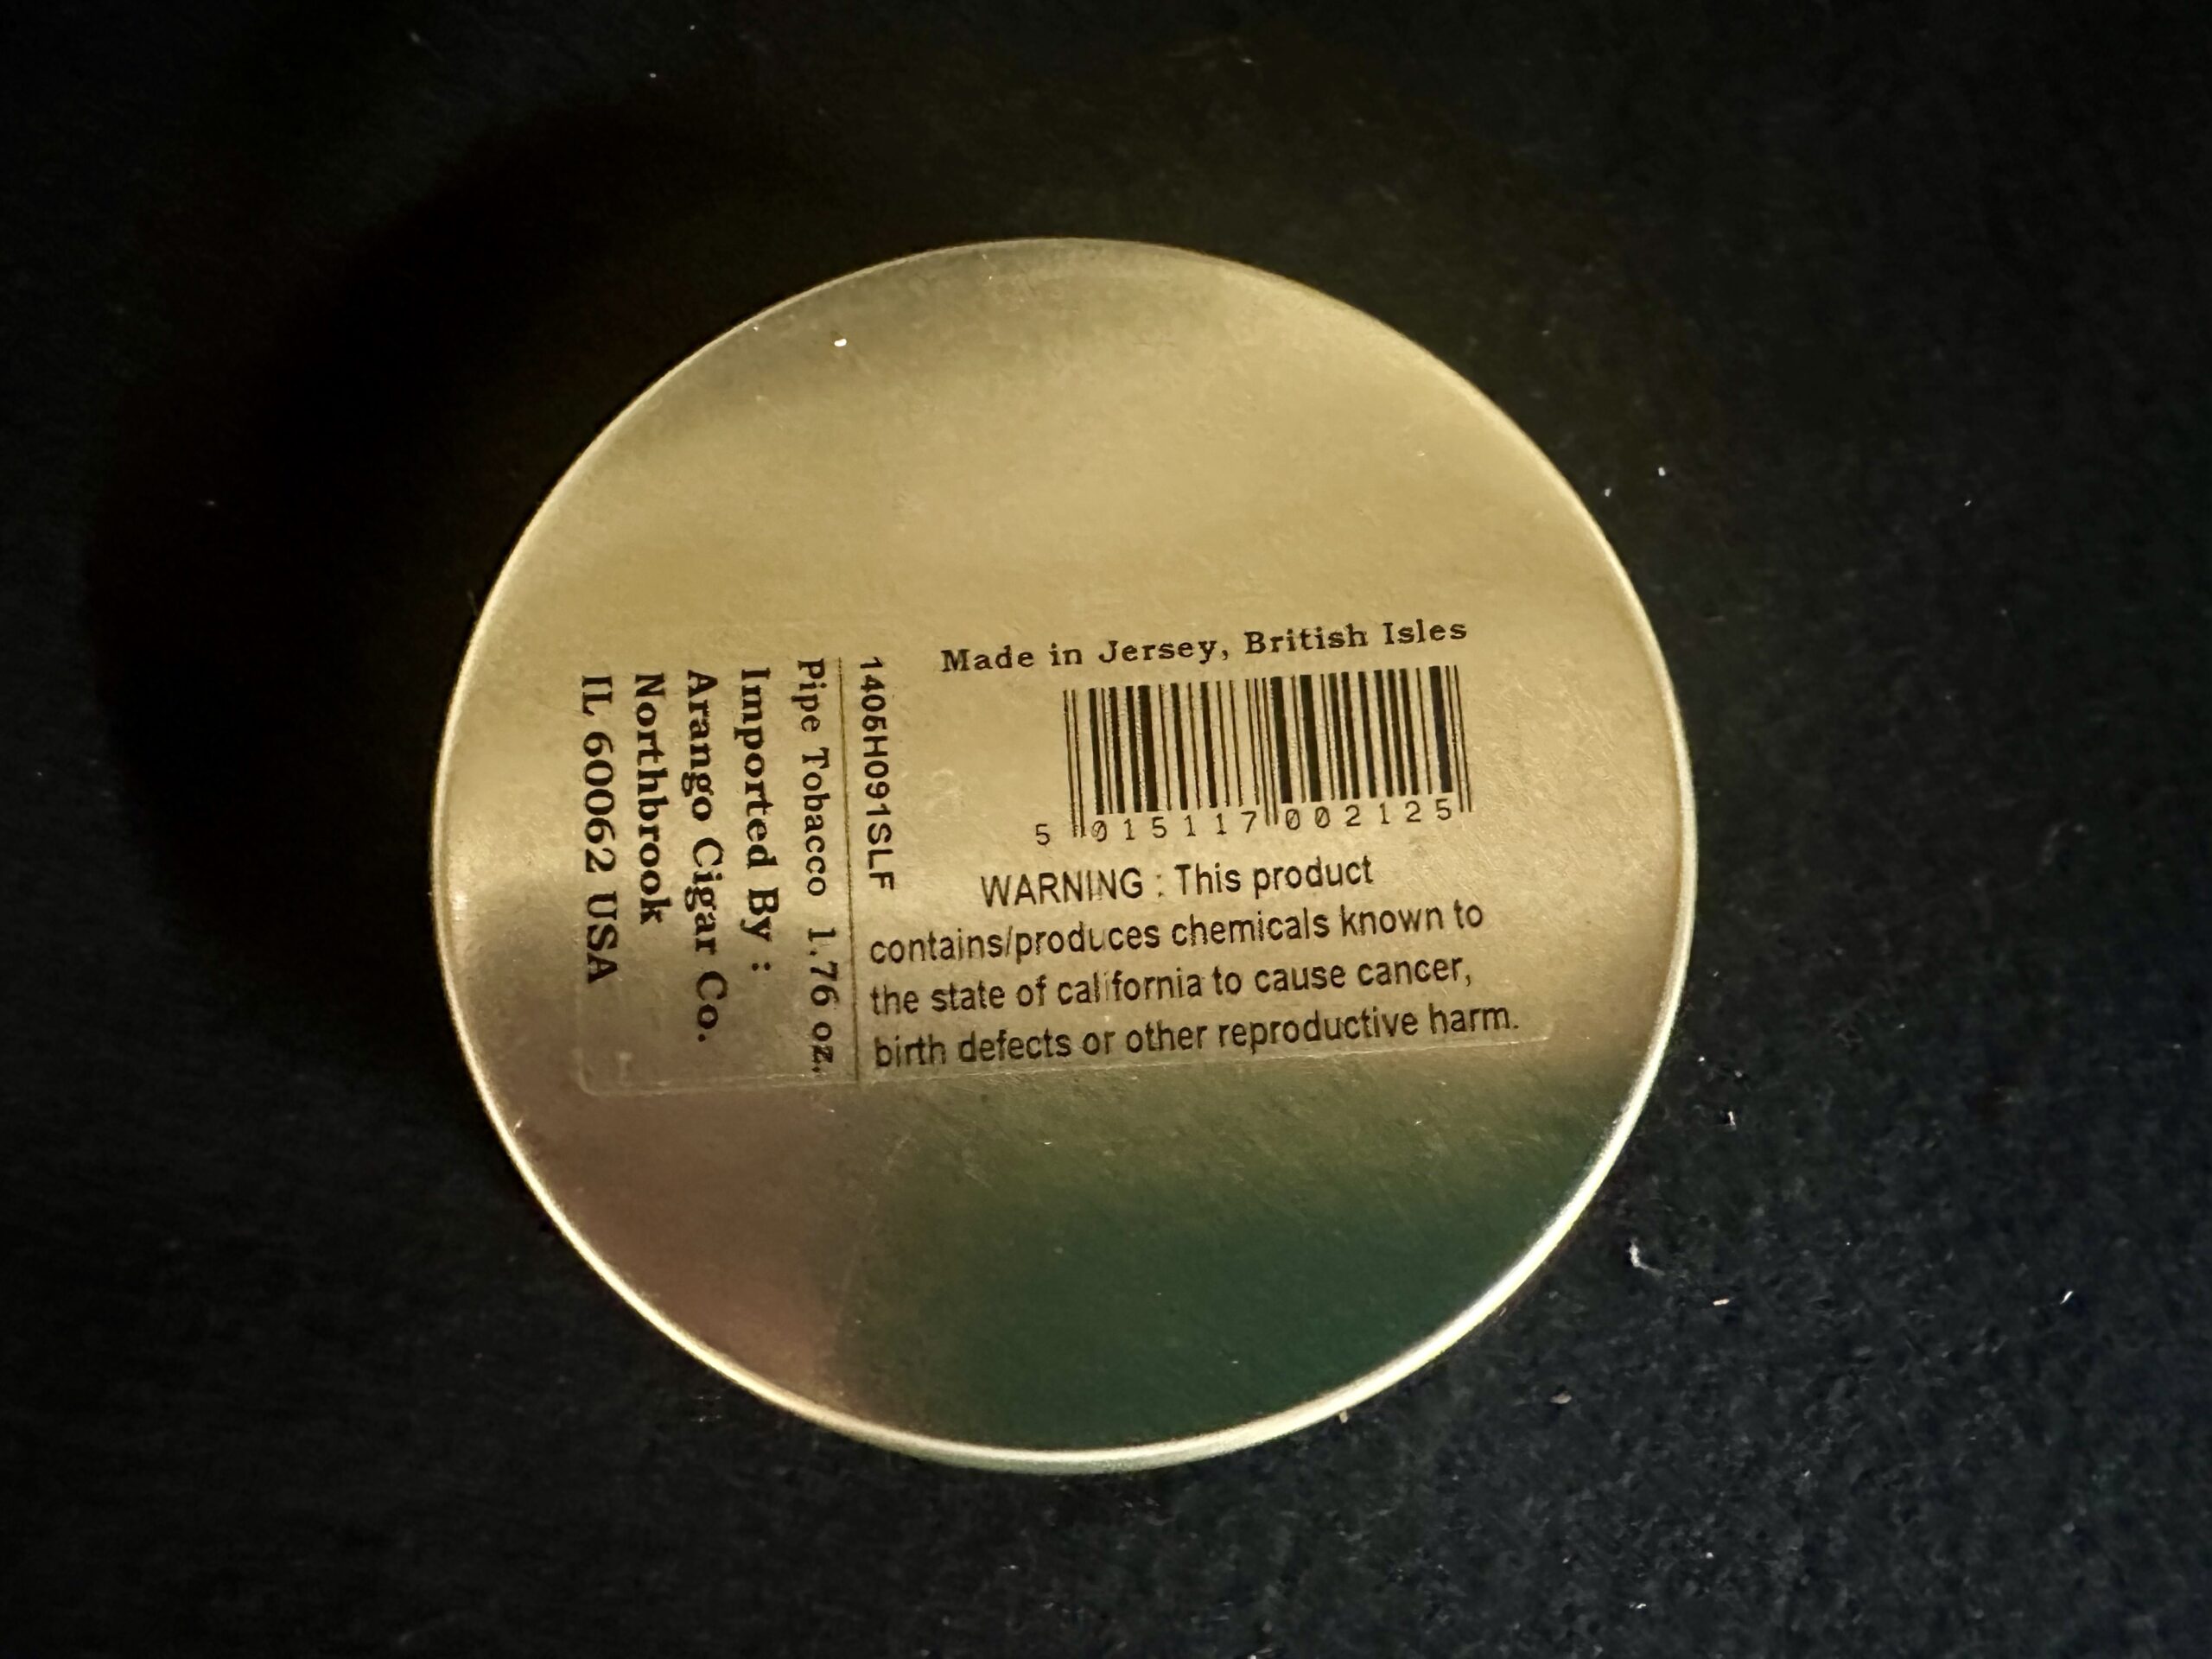 Made in Jersey, British Isles
5 015117 002125
WARNING : This product
contains/produces chemicals known to
the state of california to cause cancer,
birth defects or other reproductive harm.
1405H091SLF
Pipe Tobacco 1.76 oz.
Imported By :
Arango Cigar Co.
Northbrook
IL 60062 USA